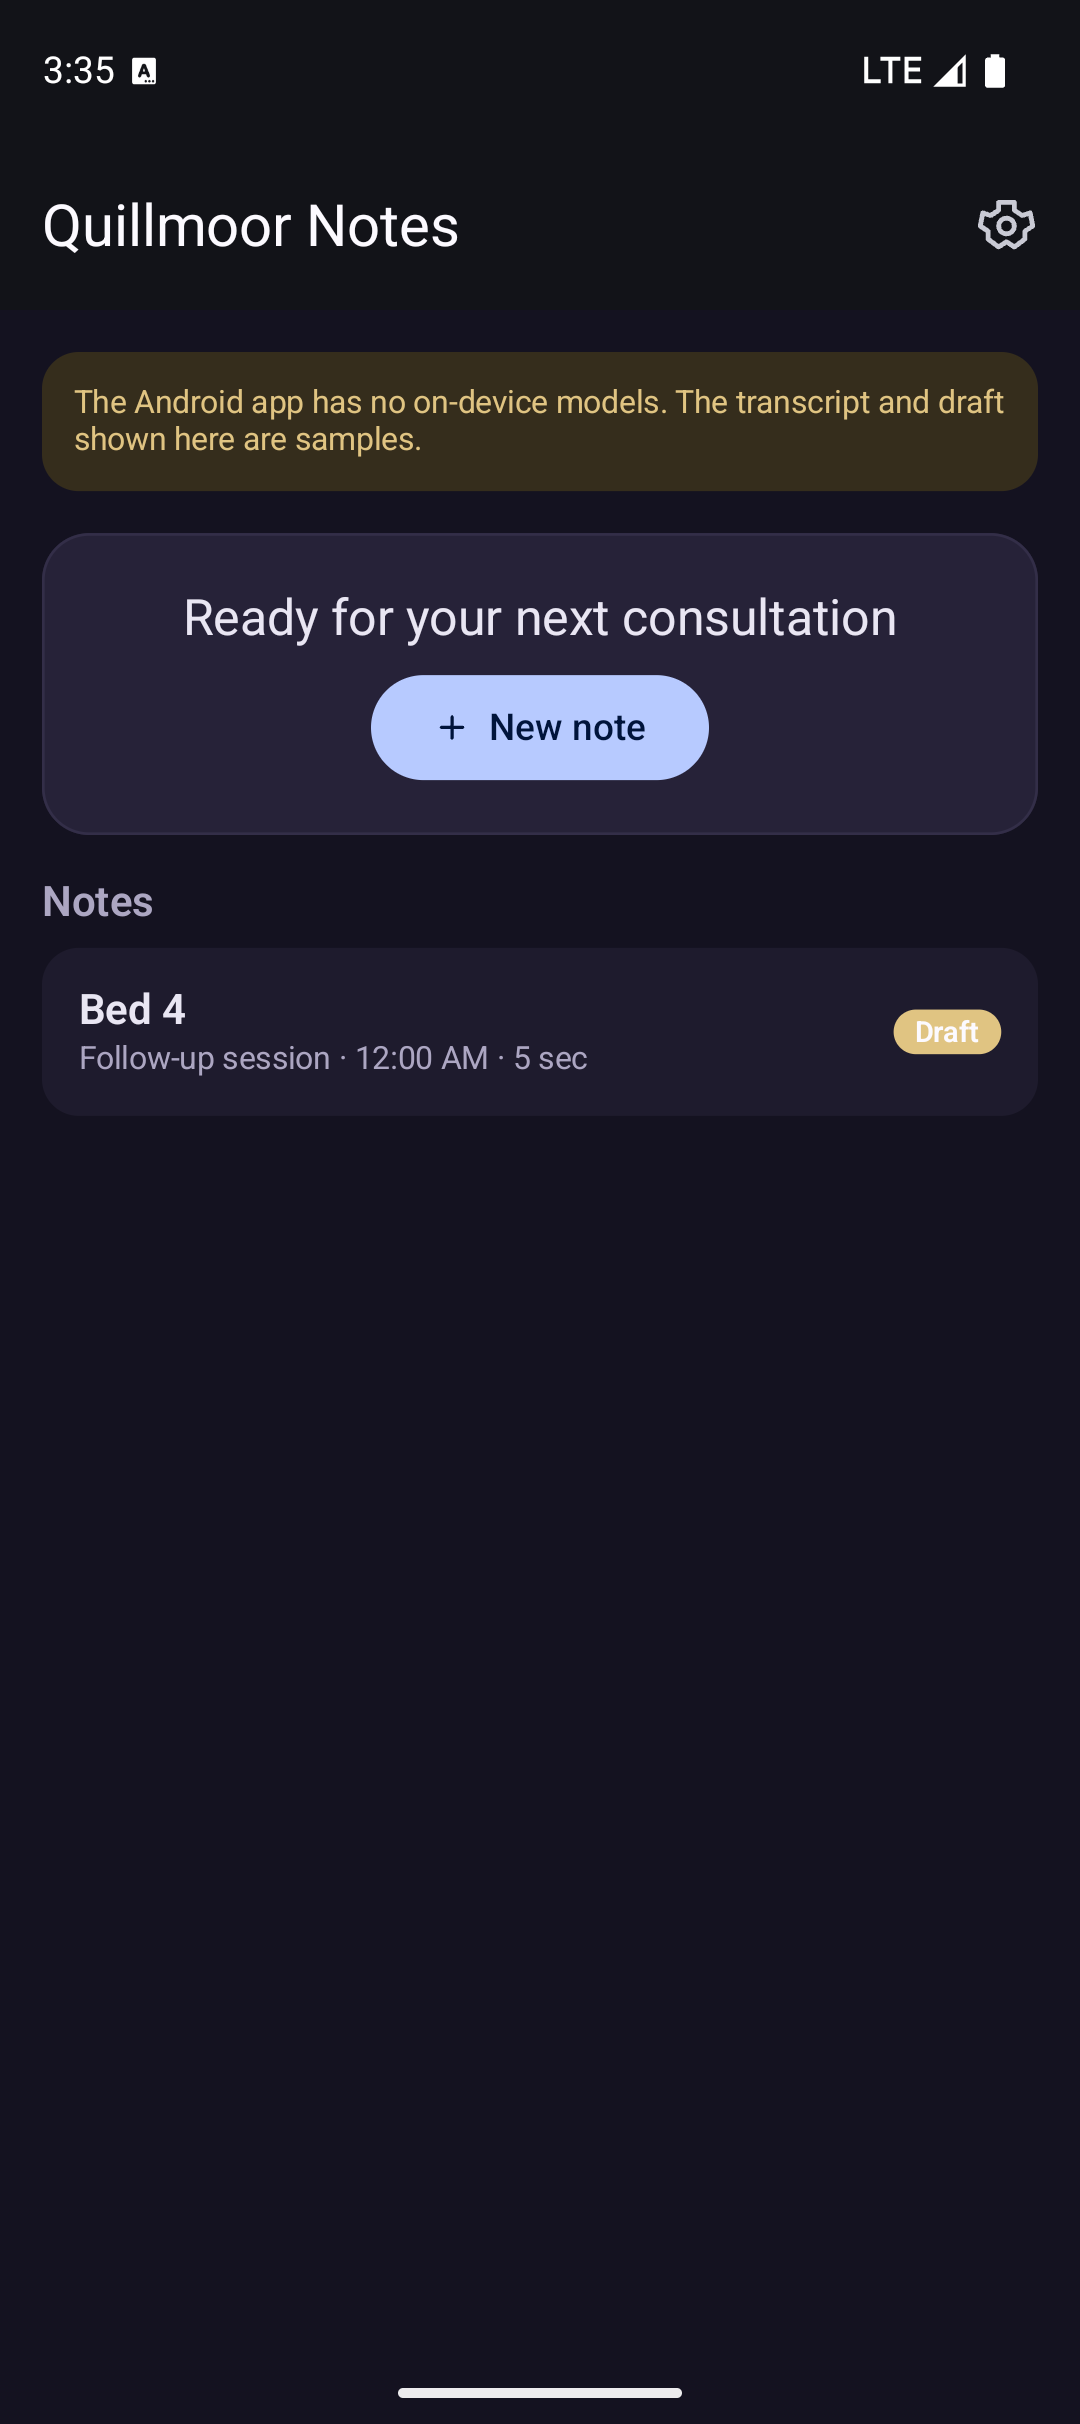 3:35
LTE
Quillmoor Notes
The Android app has no on-device models. The transcript and draft
shown here are samples.
Ready for your next consultation
+ New note
Notes
Bed 4
Follow-up session · 12:00 AM · 5 sec
Draft